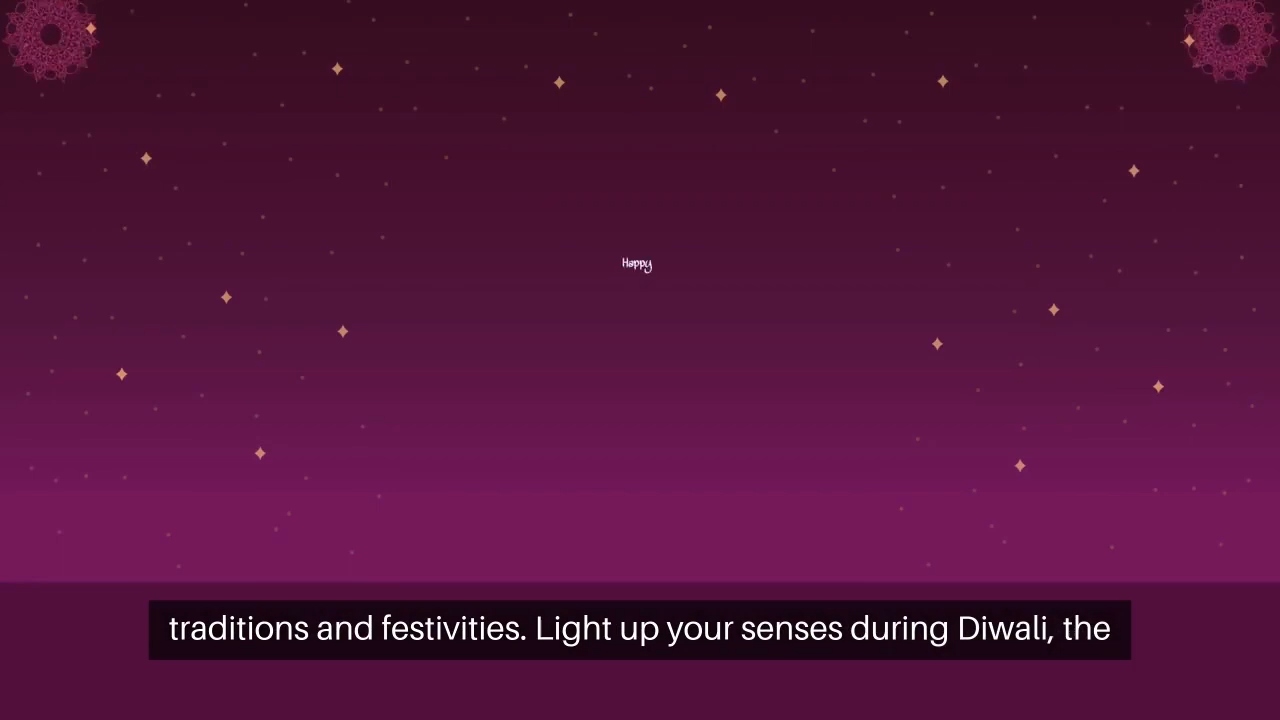 Happy
traditions and festivities. Light up your senses during Diwali, the